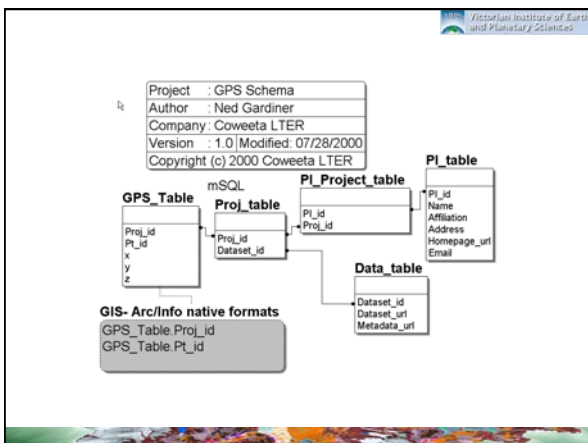 Victorian Institute of Earth
and Planetary Sciences
Project : GPS Schema
Author : Ned Gardiner
Company: Coweeta LTER
Version : 1.0 Modified: 07/28/2000
Copyright (c) 2000 Coweeta LTER
mSQL
GPS_Table
Proj_id
Pt_id
x
y
z
Proj_table
Proj_id
Dataset_id
PI_Project_table
PI_id
Proj_id
PI_table
PI_id
Name
Affiliation
Address
Homepage_url
Email
Data_table
Dataset_id
Dataset_url
Metadata_url
GIS- Arc/Info native formats
GPS_Table.Proj_id
GPS_Table.Pt_id